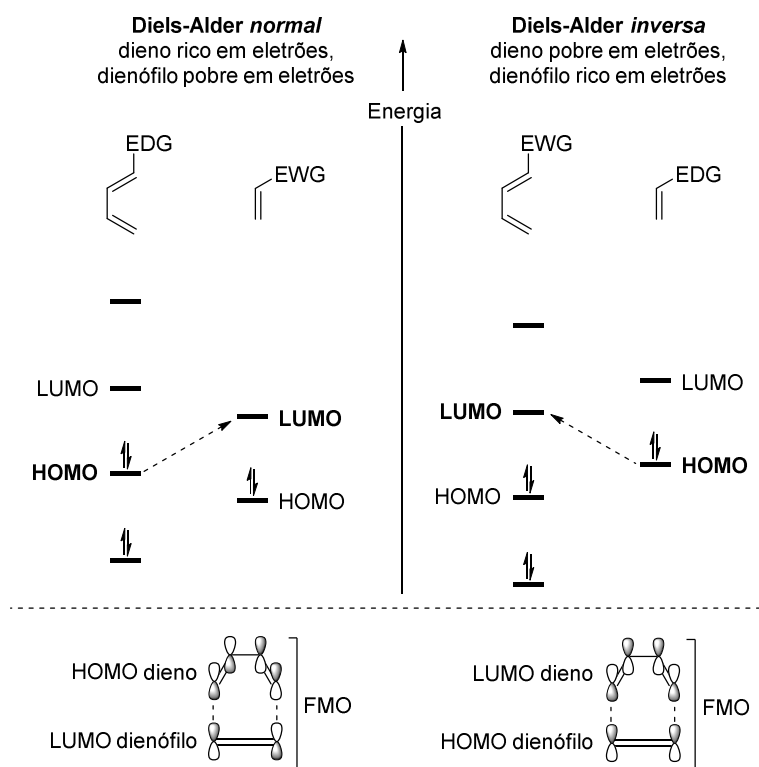 Diels-Alder normal
dieno rico em eletrões,
dienófilo pobre em eletrões
Diels-Alder inversa
dieno pobre em eletrões,
dienófilo rico em eletrões
Energia
EDG
EWG
EWG
EDG
LUMO
LUMO
HOMO
HOMO
LUMO
LUMO
HOMO
HOMO
HOMO dieno
LUMO dienófilo
FMO
LUMO dieno
HOMO dienófilo
FMO